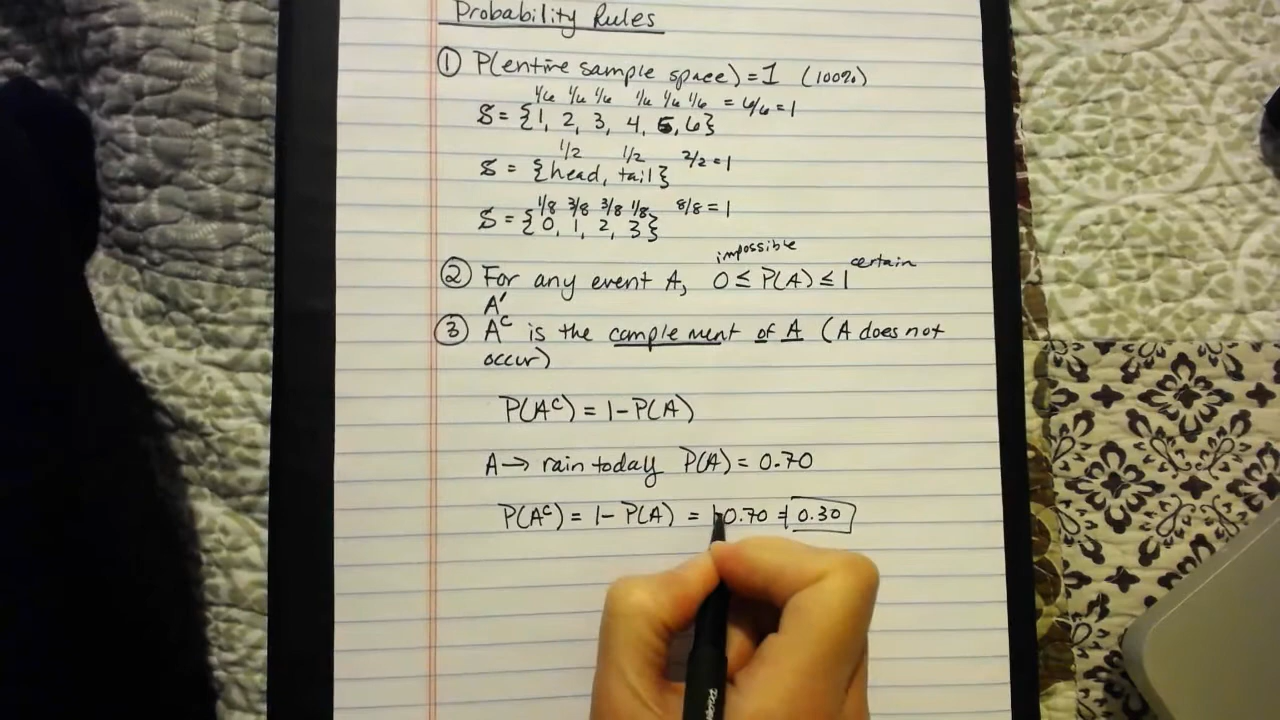 Probability Rules
① P(entire sample space) = 1 (100%)
1/6 1/6 1/6 1/6 1/6 1/6 = 6/6 = 1
S = {1, 2, 3, 4, 5, 6}
1/2 1/2 2/2 = 1
S = {head, tail}
1/8 3/8 3/8 1/8 8/8 = 1
S = {0, 1, 2, 3}
impossible certain
② For any event A, 0 ≤ P(A) ≤ 1
A'
③ Aᶜ is the complement of A (A does not
occur)
P(Aᶜ) = 1 - P(A)
A → rain today P(A) = 0.70
P(Aᶜ) = 1 - P(A) = 1-0.70 = 0.30